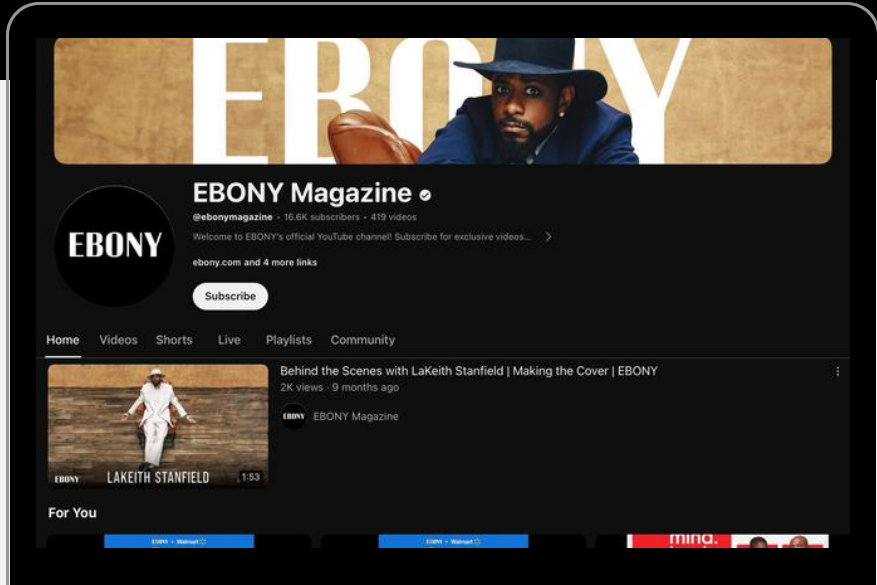 EBONY
EBONY Magazine
@ebonymagazine • 16.6K subscribers • 419 videos
Welcome to EBONY's official YouTube channel! Subscribe for exclusive videos...
ebony.com and 4 more links
EBONY
Subscribe
Home Videos Shorts Live Playlists Community
Behind the Scenes with LaKeith Stanfield | Making the Cover | EBONY
2K views • 9 months ago
EBONY EBONY Magazine
EBONY LAKEITH STANFIELD 1:53
For You
EBONY + Walmart EBONY + Walmart mind.